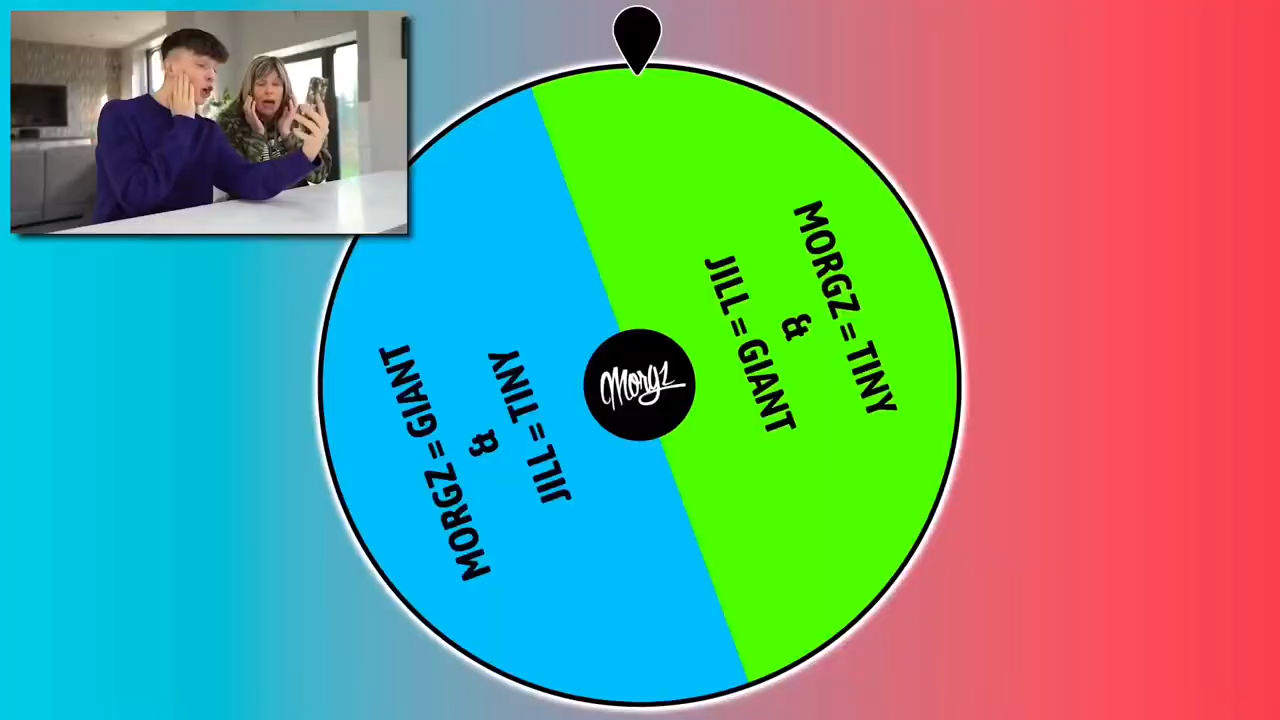 MORGZ = GIANT
&
JILL = TINY
Morgz
MORGZ = TINY
&
JILL = GIANT